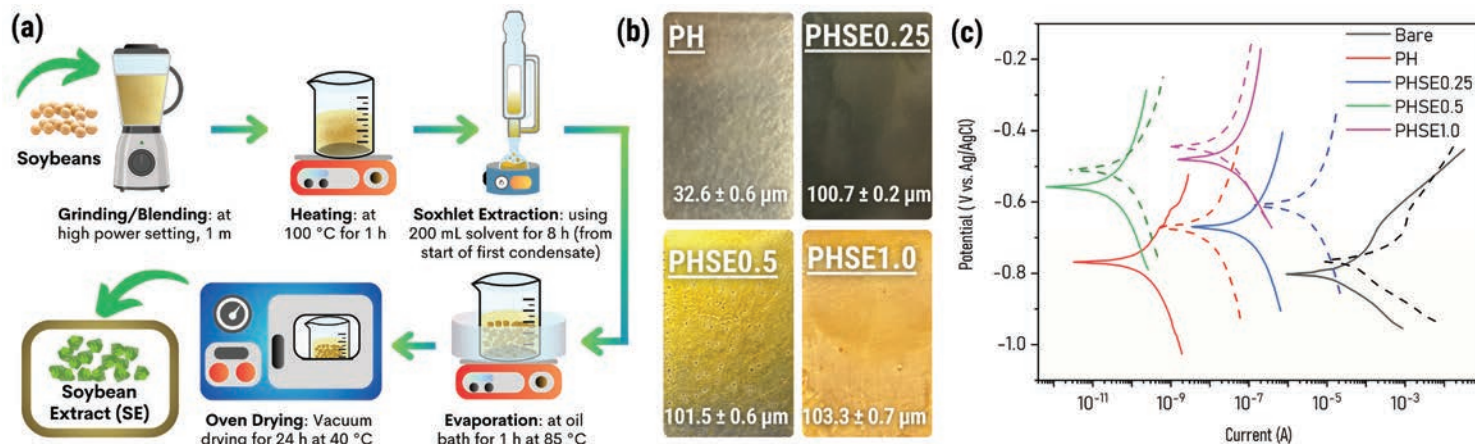 (a)
Soybeans
Grinding/Blending: at
high power setting, 1 m
Heating: at
100 °C for 1 h
Soxhlet Extraction: using
200 mL solvent for 8 h (from
start of first condensate)
Evaporation: at oil
bath for 1 h at 85 °C
Oven Drying: Vacuum
drying for 24 h at 40 °C
Soybean
Extract (SE)
(b)
PH
32.6 ± 0.6 µm
PHSE0.25
100.7 ± 0.2 µm
PHSE0.5
101.5 ± 0.6 µm
PHSE1.0
103.3 ± 0.7 µm
(c)
Bare
PH
PHSE0.25
PHSE0.5
PHSE1.0
Potential (V vs. Ag/AgCl)
-0.2
-0.4
-0.6
-0.8
-1.0
10⁻¹¹
10⁻⁹
10⁻⁷
10⁻⁵
10⁻³
Current (A)